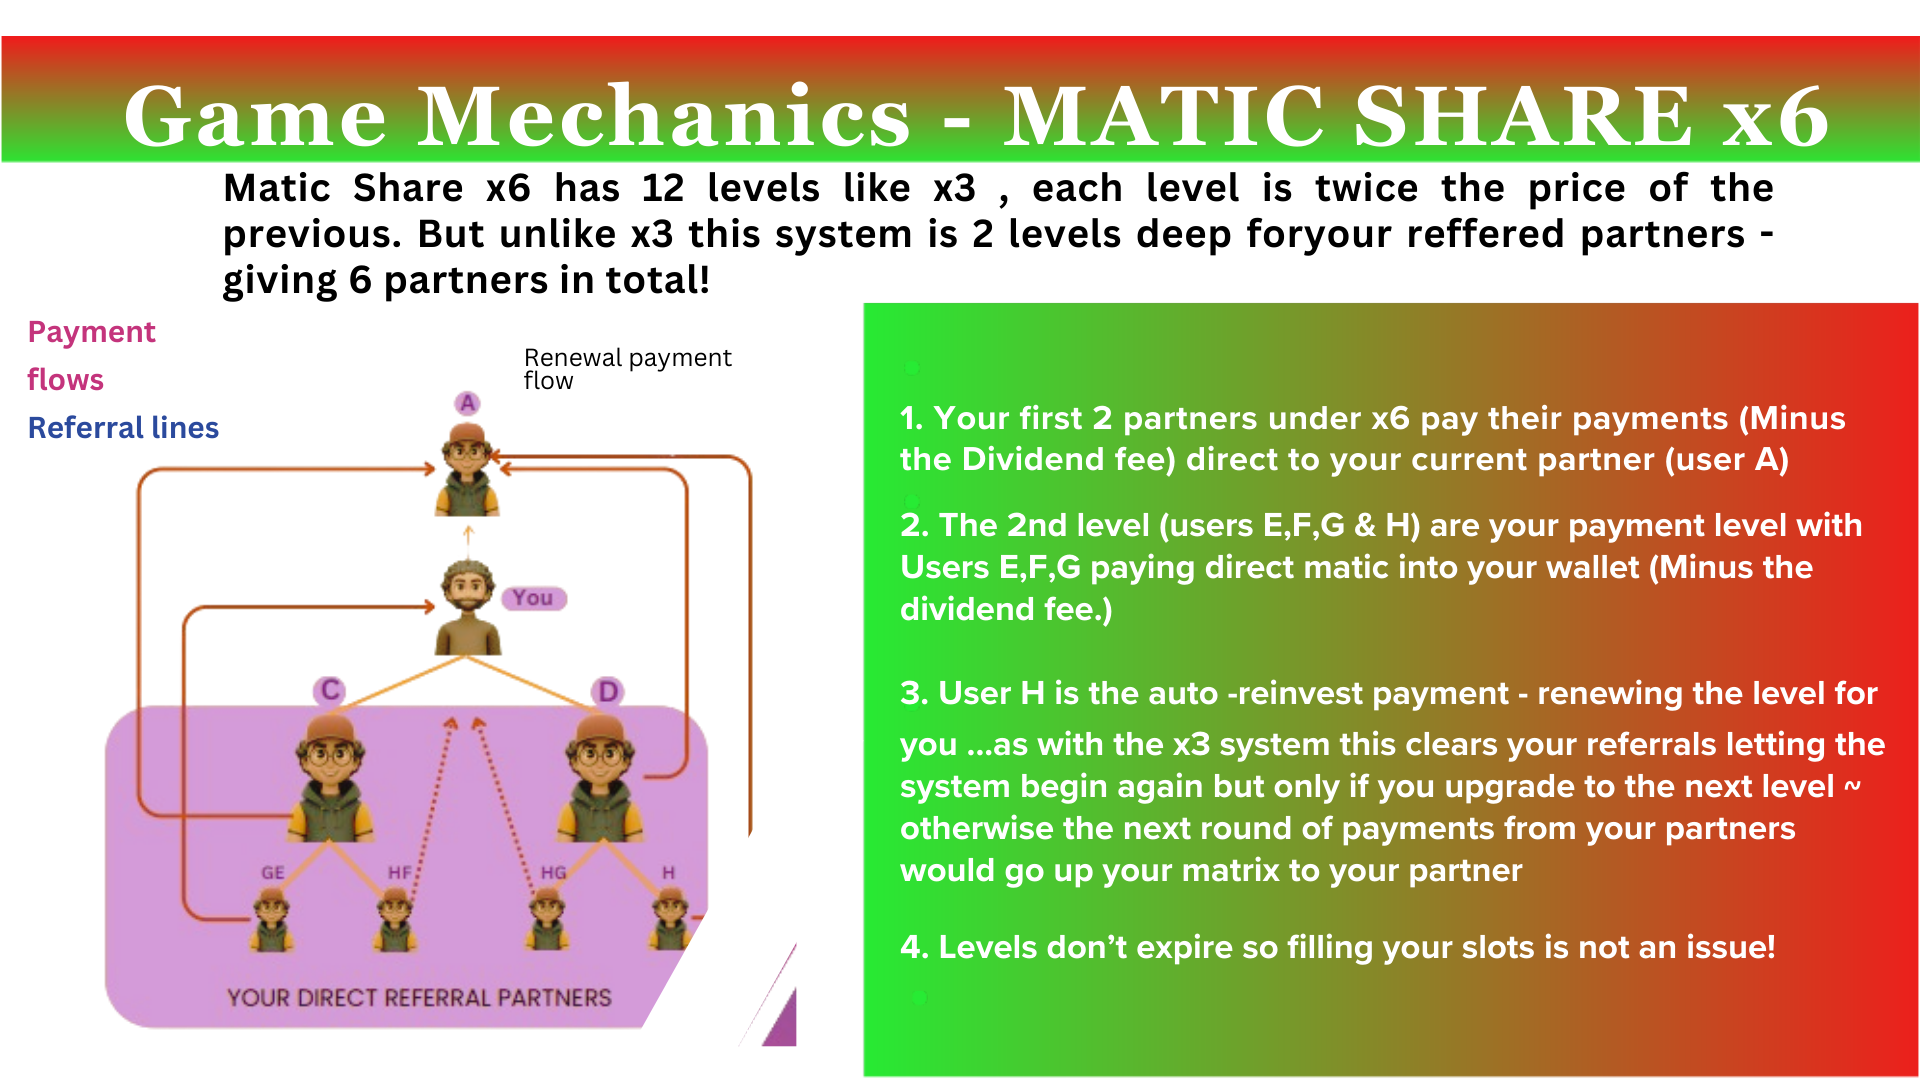 Game Mechanics - MATIC SHARE x6
Matic Share x6 has 12 levels like x3 , each level is twice the price of the
previous. But unlike x3 this system is 2 levels deep foryour reffered partners -
giving 6 partners in total!
Payment
flows
Referral lines
Renewal payment
flow
A
You
C
D
GE
HF
HG
H
YOUR DIRECT REFERRAL PARTNERS
1. Your first 2 partners under x6 pay their payments (Minus
the Dividend fee) direct to your current partner (user A)
2. The 2nd level (users E,F,G & H) are your payment level with
Users E,F,G paying direct matic into your wallet (Minus the
dividend fee.)
3. User H is the auto -reinvest payment - renewing the level for
you ...as with the x3 system this clears your referrals letting the
system begin again but only if you upgrade to the next level ~
otherwise the next round of payments from your partners
would go up your matrix to your partner
4. Levels don’t expire so filling your slots is not an issue!